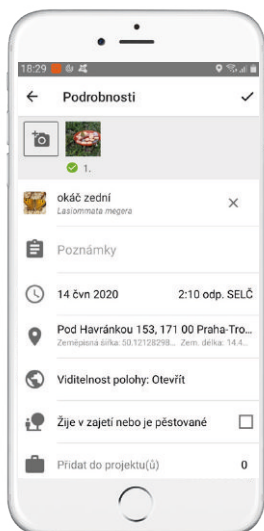 18:29
Podrobnosti
1.
okáč zední
Lasiommata megera
Poznámky
14 čvn 2020 2:10 odp. SELČ
Pod Havránkou 153, 171 00 Praha-Tro...
Zeměpisná šířka: 50.12128298... Zem. délka: 14.4...
Viditelnost polohy: Otevřít
Žije v zajetí nebo je pěstované
Přidat do projektu(ů) 0